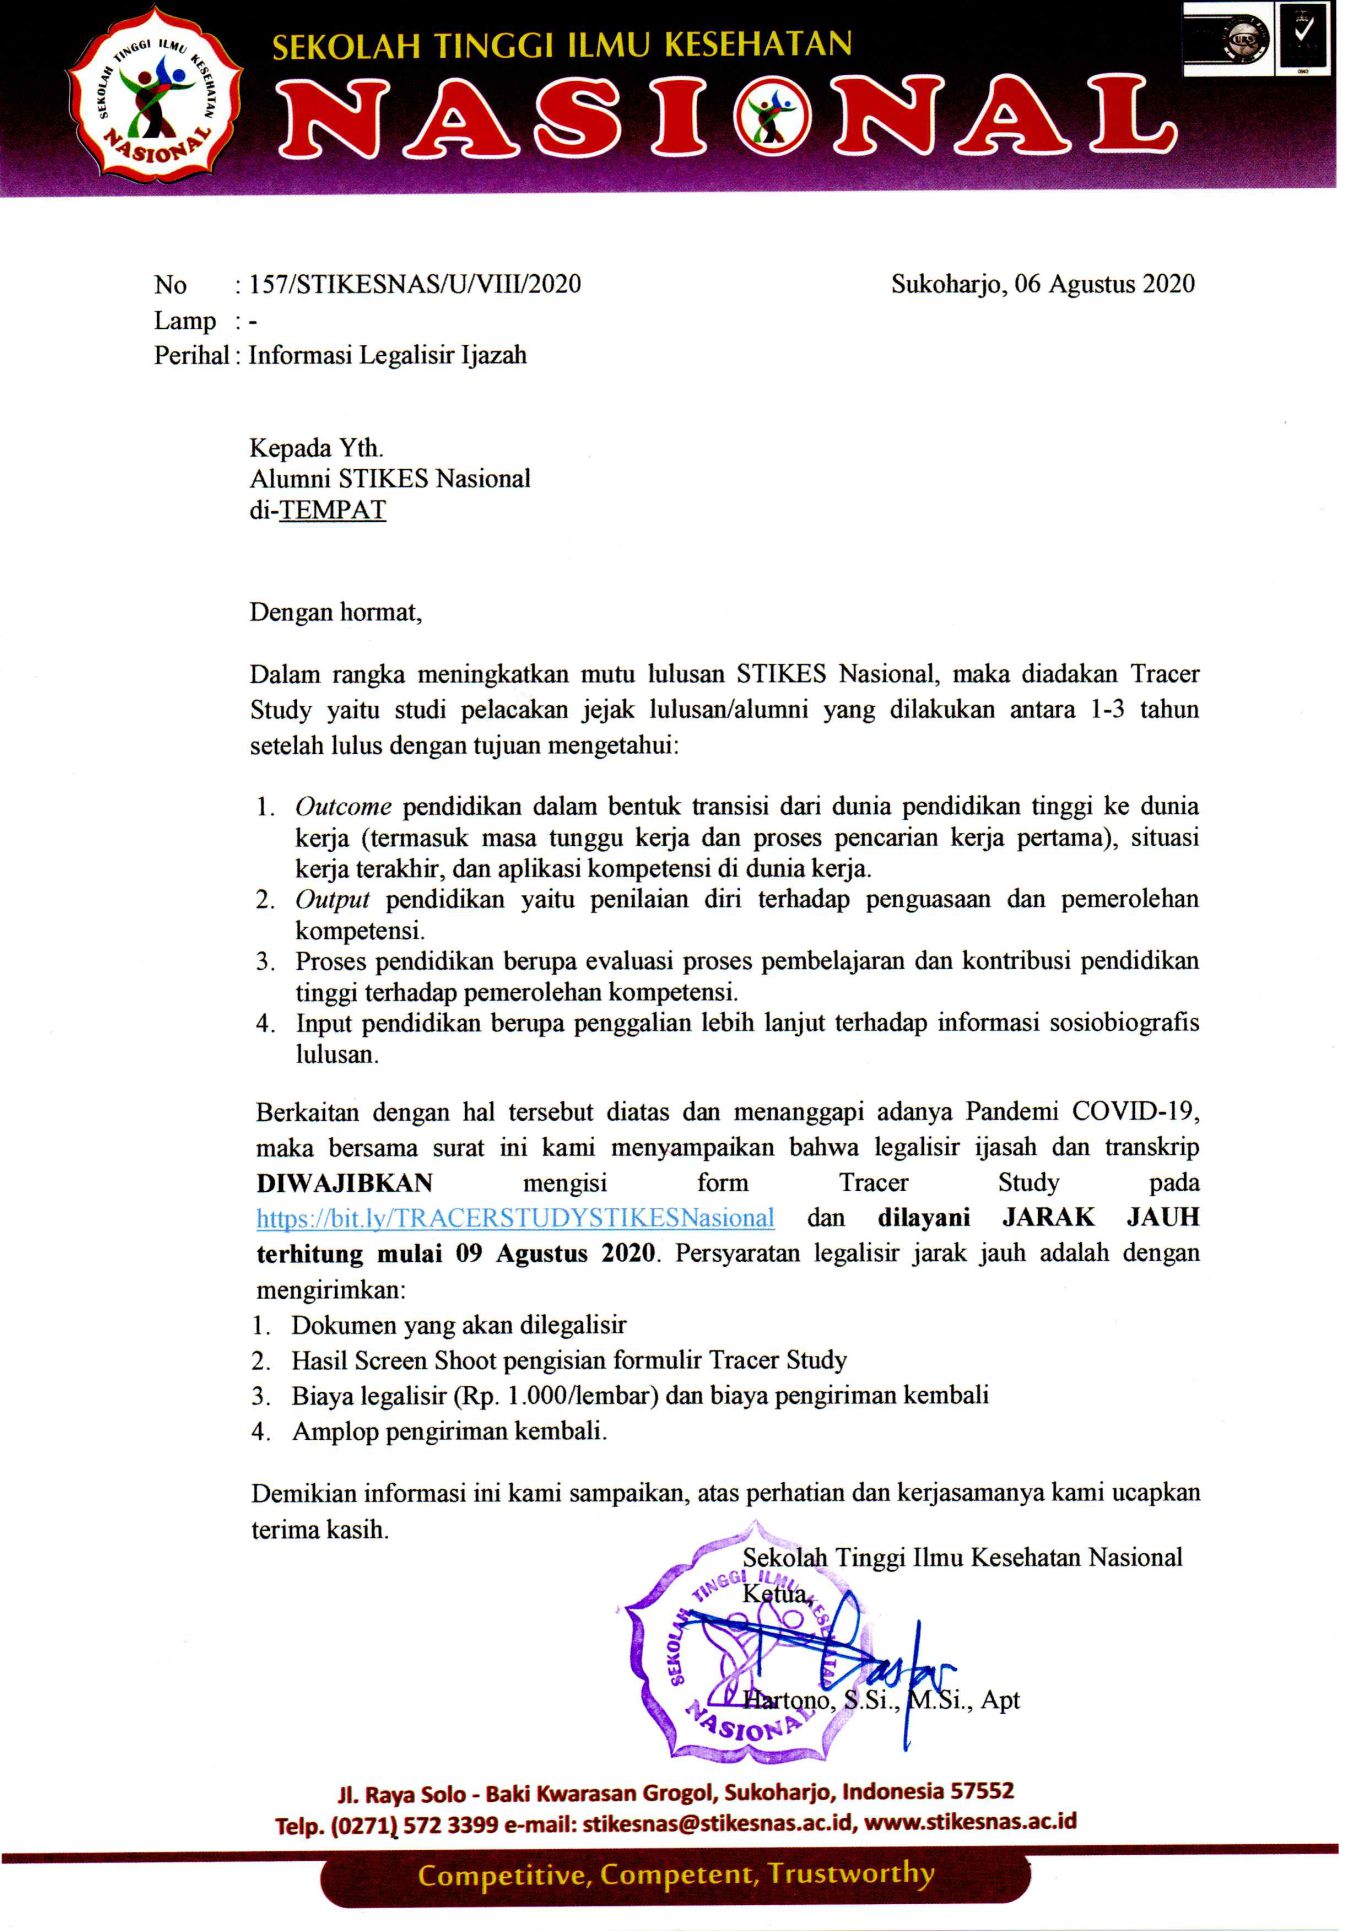 SEKOLAH TINGGI ILMU KESEHATAN
NASIONAL
SEKOLAH TINGGI ILMU KESEHATAN
NASIONAL
No : 157/STIKESNAS/U/VIII/2020 Sukoharjo, 06 Agustus 2020
Lamp : -
Perihal : Informasi Legalisir Ijazah
Kepada Yth.
Alumni STIKES Nasional
di-TEMPAT
Dengan hormat,
Dalam rangka meningkatkan mutu lulusan STIKES Nasional, maka diadakan Tracer
Study yaitu studi pelacakan jejak lulusan/alumni yang dilakukan antara 1-3 tahun
setelah lulus dengan tujuan mengetahui:
1. Outcome pendidikan dalam bentuk transisi dari dunia pendidikan tinggi ke dunia
kerja (termasuk masa tunggu kerja dan proses pencarian kerja pertama), situasi
kerja terakhir, dan aplikasi kompetensi di dunia kerja.
2. Output pendidikan yaitu penilaian diri terhadap penguasaan dan pemerolehan
kompetensi.
3. Proses pendidikan berupa evaluasi proses pembelajaran dan kontribusi pendidikan
tinggi terhadap pemerolehan kompetensi.
4. Input pendidikan berupa penggalian lebih lanjut terhadap informasi sosiobiografis
lulusan.
Berkaitan dengan hal tersebut diatas dan menanggapi adanya Pandemi COVID-19,
maka bersama surat ini kami menyampaikan bahwa legalisir ijasah dan transkrip
DIWAJIBKAN mengisi form Tracer Study pada
https://bit.ly/TRACERSTUDYSTIKESNasional dan dilayani JARAK JAUH
terhitung mulai 09 Agustus 2020. Persyaratan legalisir jarak jauh adalah dengan
mengirimkan:
1. Dokumen yang akan dilegalisir
2. Hasil Screen Shoot pengisian formulir Tracer Study
3. Biaya legalisir (Rp. 1.000/lembar) dan biaya pengiriman kembali
4. Amplop pengiriman kembali.
Demikian informasi ini kami sampaikan, atas perhatian dan kerjasamanya kami ucapkan
terima kasih.
Sekolah Tinggi Ilmu Kesehatan Nasional
Ketua,
SEKOLAH TINGGI ILMU KESEHATAN
NASIONAL
Hartono, S.Si., M.Si., Apt
Jl. Raya Solo - Baki Kwarasan Grogol, Sukoharjo, Indonesia 57552
Telp. (0271) 572 3399 e-mail: stikesnas@stikesnas.ac.id, www.stikesnas.ac.id
Competitive, Competent, Trustworthy